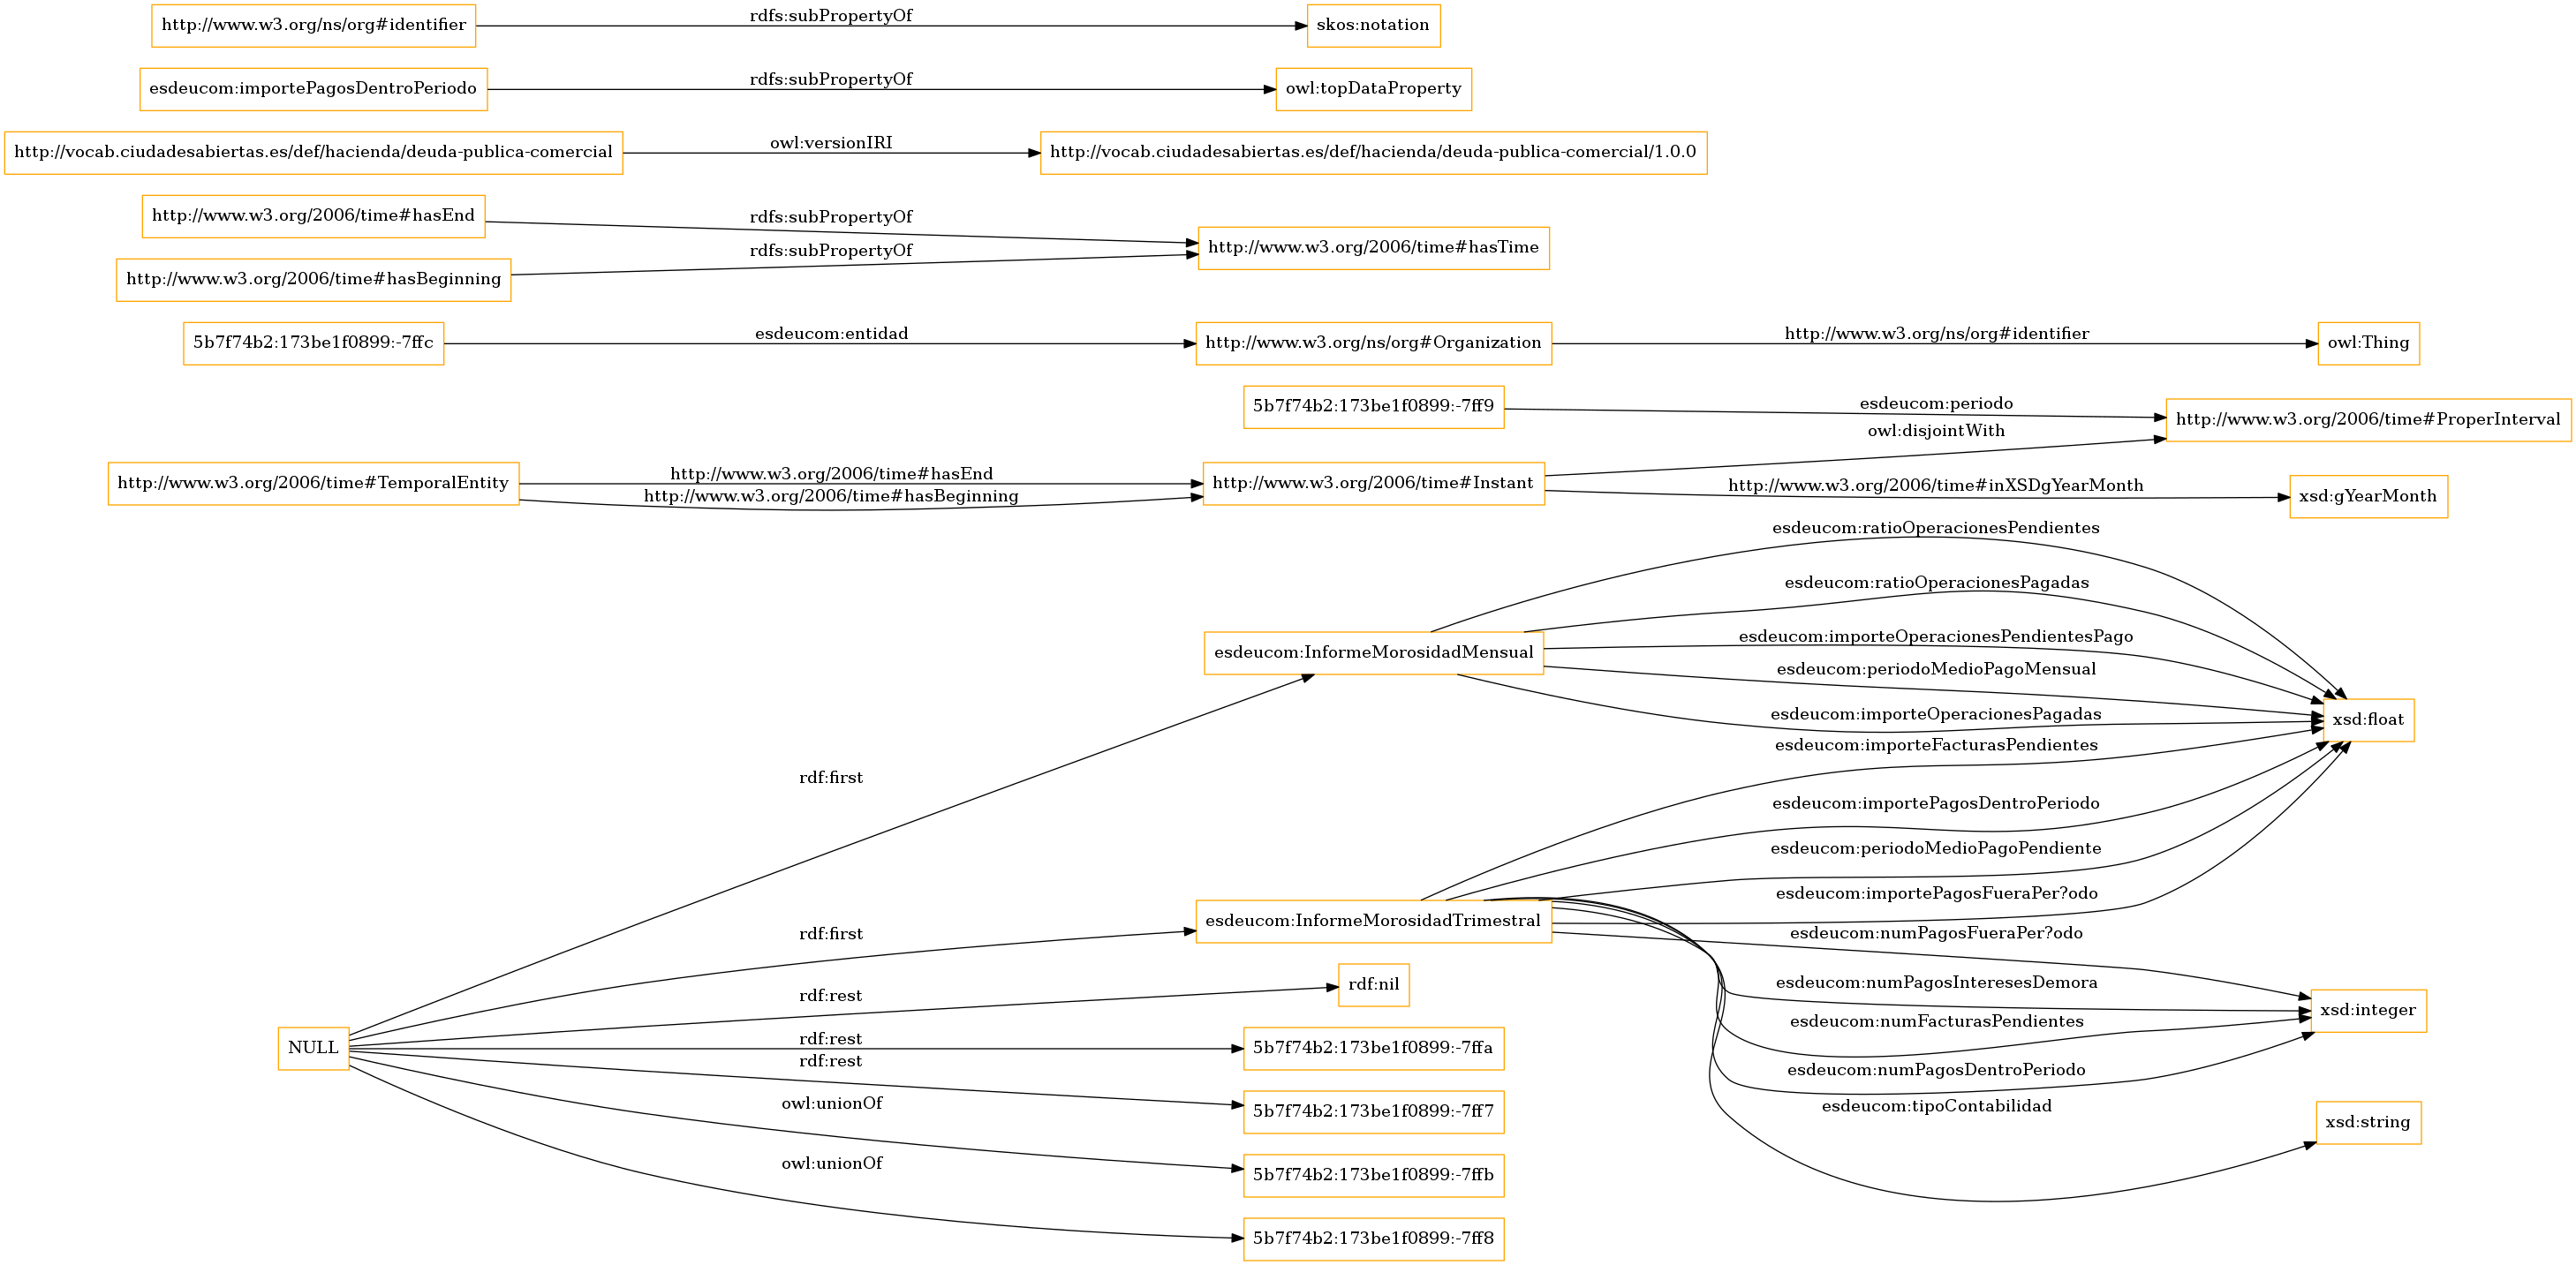 http://www.w3.org/ns/org#identifier
rdfs:subPropertyOf
skos:notation
esdeucom:importePagosDentroPeriodo
rdfs:subPropertyOf
owl:topDataProperty
http://vocab.ciudadesabiertas.es/def/hacienda/deuda-publica-comercial
owl:versionIRI
http://vocab.ciudadesabiertas.es/def/hacienda/deuda-publica-comercial/1.0.0
http://www.w3.org/2006/time#hasEnd
rdfs:subPropertyOf
http://www.w3.org/2006/time#hasTime
http://www.w3.org/2006/time#hasBeginning
rdfs:subPropertyOf
5b7f74b2:173be1f0899:-7ffc
esdeucom:entidad
http://www.w3.org/ns/org#Organization
http://www.w3.org/ns/org#identifier
owl:Thing
5b7f74b2:173be1f0899:-7ff9
esdeucom:periodo
http://www.w3.org/2006/time#ProperInterval
owl:disjointWith
http://www.w3.org/2006/time#TemporalEntity
http://www.w3.org/2006/time#hasEnd
http://www.w3.org/2006/time#hasBeginning
http://www.w3.org/2006/time#Instant
http://www.w3.org/2006/time#inXSDgYearMonth
xsd:gYearMonth
esdeucom:ratioOperacionesPendientes
esdeucom:ratioOperacionesPagadas
esdeucom:InformeMorosidadMensual
esdeucom:importeOperacionesPendientesPago
esdeucom:periodoMedioPagoMensual
esdeucom:importeOperacionesPagadas
xsd:float
esdeucom:importeFacturasPendientes
rdf:first
esdeucom:importePagosDentroPeriodo
esdeucom:periodoMedioPagoPendiente
esdeucom:importePagosFueraPer?odo
rdf:first
esdeucom:InformeMorosidadTrimestral
esdeucom:numPagosFueraPer?odo
esdeucom:numPagosInteresesDemora
rdf:rest
rdf:nil
xsd:integer
esdeucom:numFacturasPendientes
NULL
rdf:rest
5b7f74b2:173be1f0899:-7ffa
esdeucom:numPagosDentroPeriodo
rdf:rest
5b7f74b2:173be1f0899:-7ff7
esdeucom:tipoContabilidad
xsd:string
owl:unionOf
5b7f74b2:173be1f0899:-7ffb
owl:unionOf
5b7f74b2:173be1f0899:-7ff8